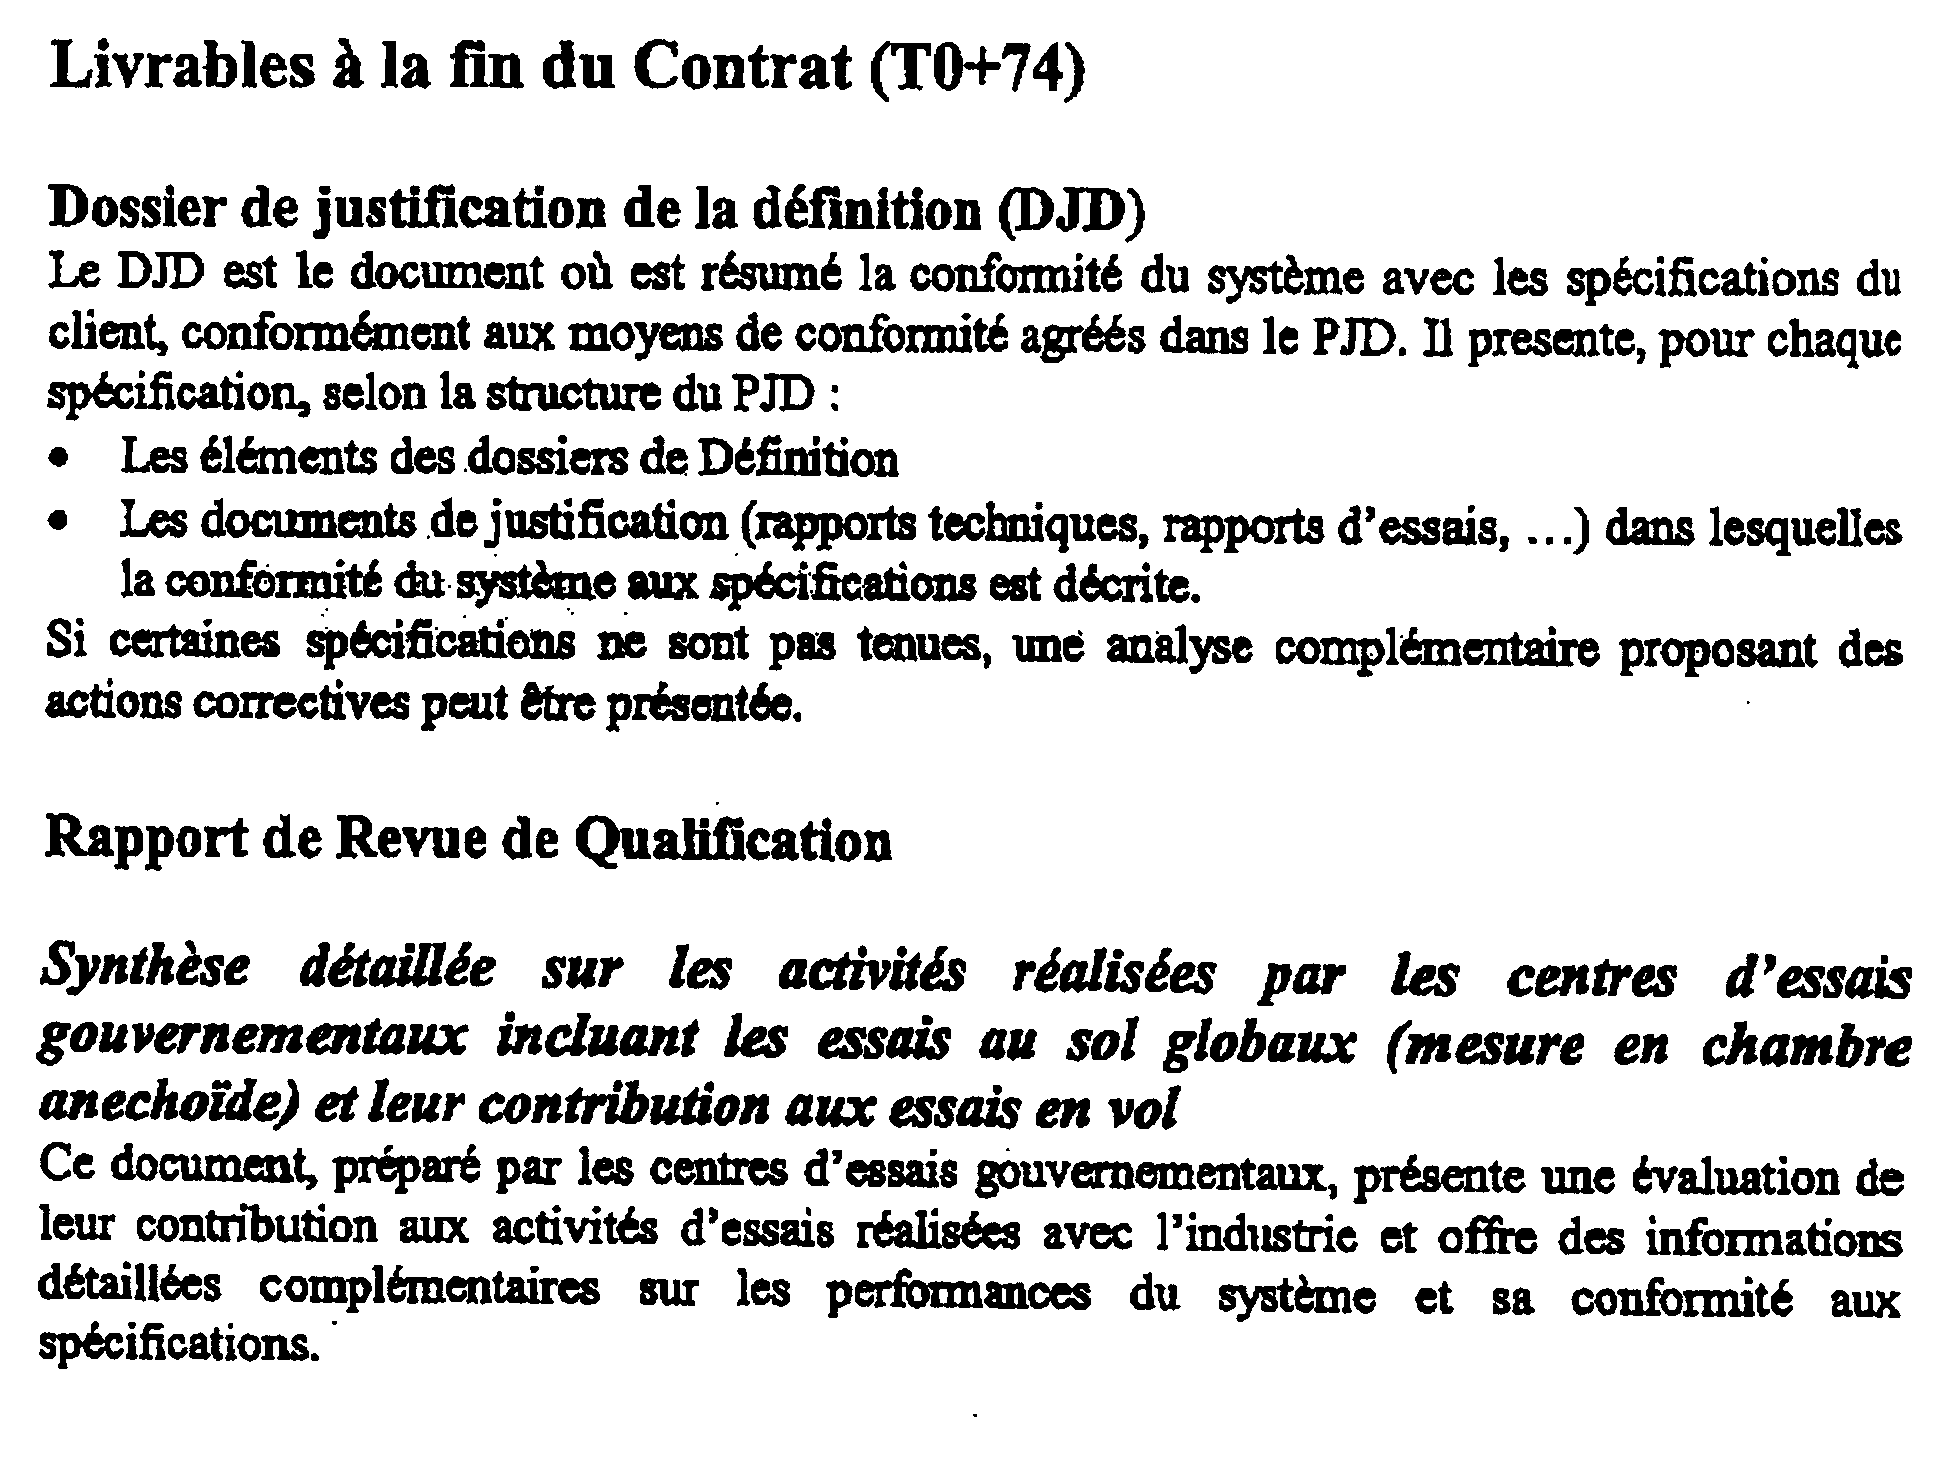 Livrables à la fin du Contrat (T0+74)
Dossier de justification de la définition (DJD)
Le DJD est le document où est résumé la conformité du système avec les spécifications du
client, conformément aux moyens de conformité agréés dans le PJD. Il presente, pour chaque
spécification, selon la structure du PJD :
• Les éléments des dossiers de Définition
• Les documents de justification (rapports techniques, rapports d'essais, …) dans lesquelles
la conformité du système aux spécifications est décrite.
Si certaines spécifications ne sont pas tenues, une analyse complémentaire proposant des
actions correctives peut être présentée.
Rapport de Revue de Qualification
Synthèse détaillée sur les activités réalisées par les centres d'essais
gouvernementaux incluant les essais au sol globaux (mesure en chambre
anechoïde) et leur contribution aux essais en vol
Ce document, préparé par les centres d'essais gouvernementaux, présente une évaluation de
leur contribution aux activités d'essais réalisées avec l'industrie et offre des informations
détaillées complémentaires sur les performances du système et sa conformité aux
spécifications.